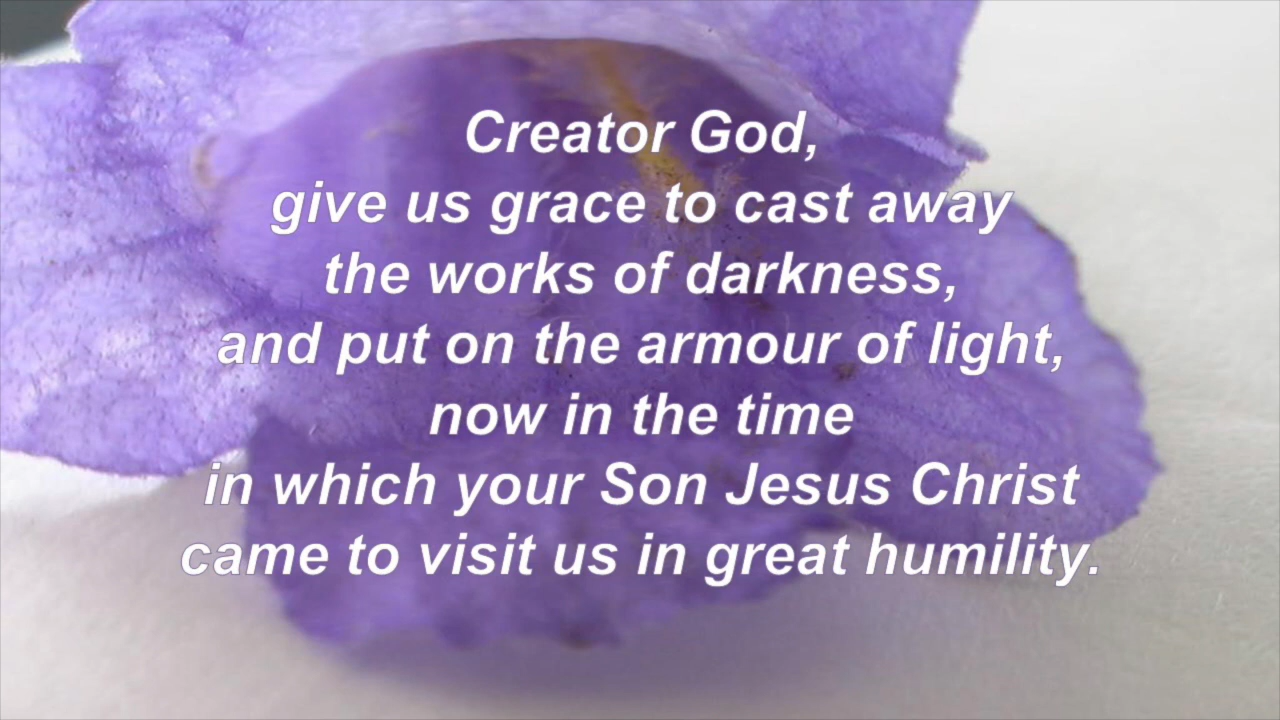 Creator God,
give us grace to cast away
the works of darkness,
and put on the armour of light,
now in the time
in which your Son Jesus Christ
came to visit us in great humility.